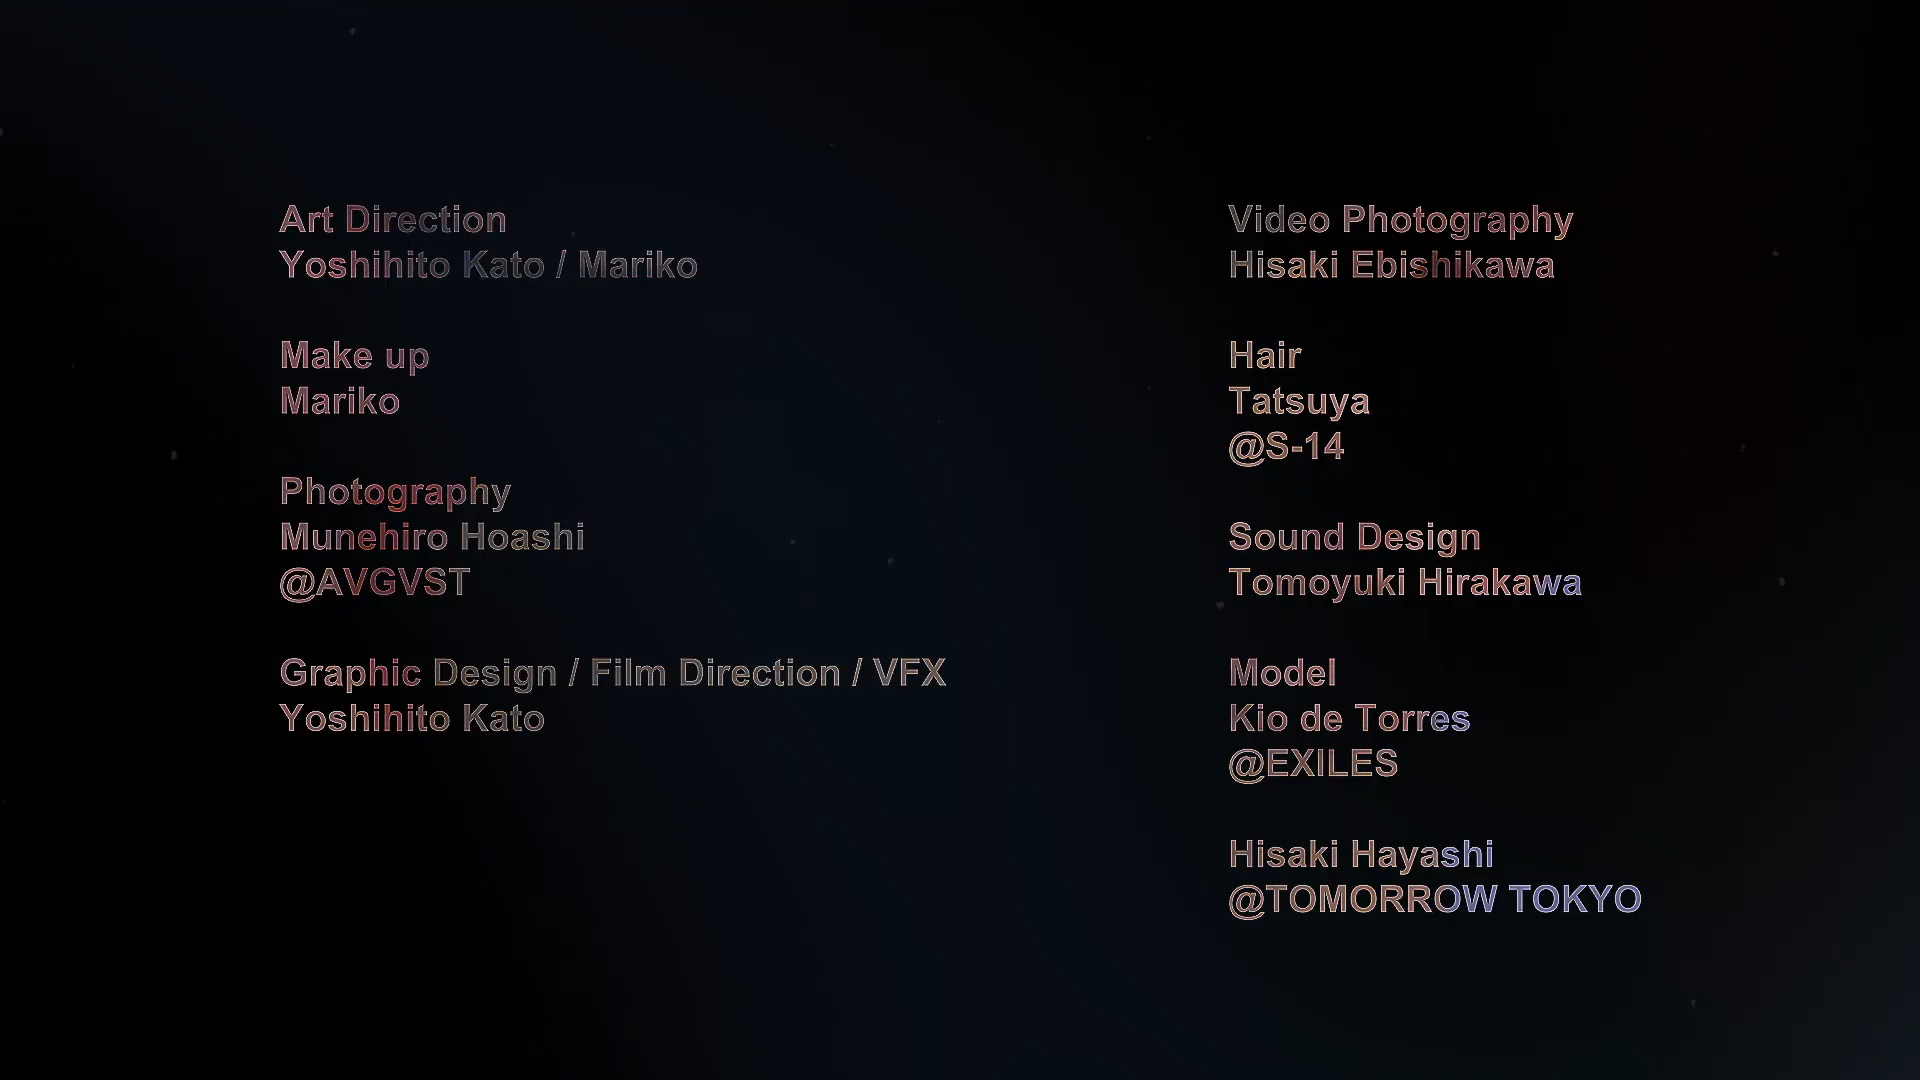 Art Direction
Yoshihito Kato / Mariko
Make up
Mariko
Photography
Munehiro Hoashi
@AVGVST
Graphic Design / Film Direction / VFX
Yoshihito Kato
Video Photography
Hisaki Ebishikawa
Hair
Tatsuya
@S-14
Sound Design
Tomoyuki Hirakawa
Model
Kio de Torres
@EXILES
Hisaki Hayashi
@TOMORROW TOKYO